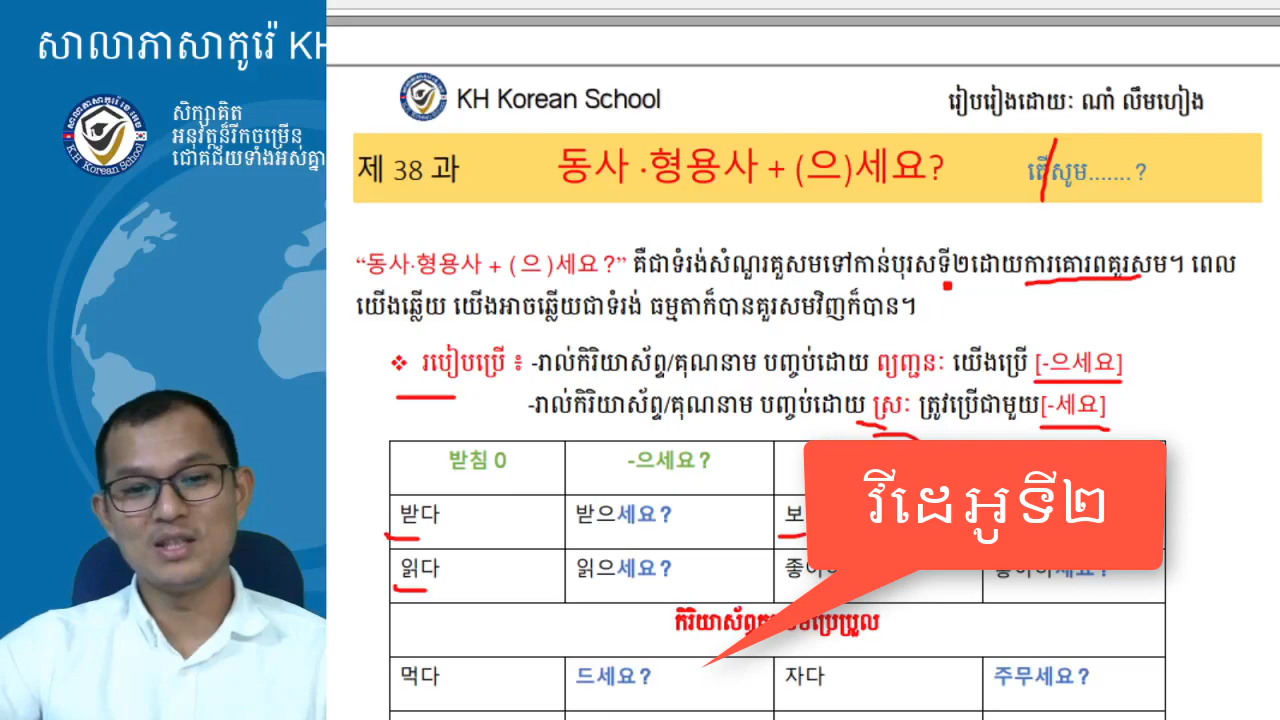 សាលាភាសាកូរ៉េ KH
សិក្សាគិត
អនុវត្តន៍រីកចម្រើន
ជោគជ័យទាំងអស់គ្នា
KH Korean School
រៀបរៀងដោយ: ណាំ លឹមហៀង
제 38 과 동사 ·형용사 + (으)세요? តើសូម.......?
“동사·형용사 + ( 으 )세요?” គឺជាទំរង់សំណួរគួសមទៅកាន់បុរសទី២ដោយការគោរពគួរសម។ ពេល
យើងឆ្លើយ យើងអាចឆ្លើយជាទំរង់ ធម្មតាក៏បានគួរសមវិញក៏បាន។
❖ របៀបប្រើ ៖ -រាល់កិរិយាស័ព្ទ/គុណនាម បញ្ចប់ដោយ ព្យញ្ជនៈ យើងប្រើ [-으세요]
-រាល់កិរិយាស័ព្ទ/គុណនាម បញ្ចប់ដោយ ស្រៈ ត្រូវប្រើជាមួយ[-세요]
받침 0 -으세요?
받다 받으세요? 보
읽다 읽으세요?
វីដេអូទី២
먹다 드세요? 자다 주무세요?